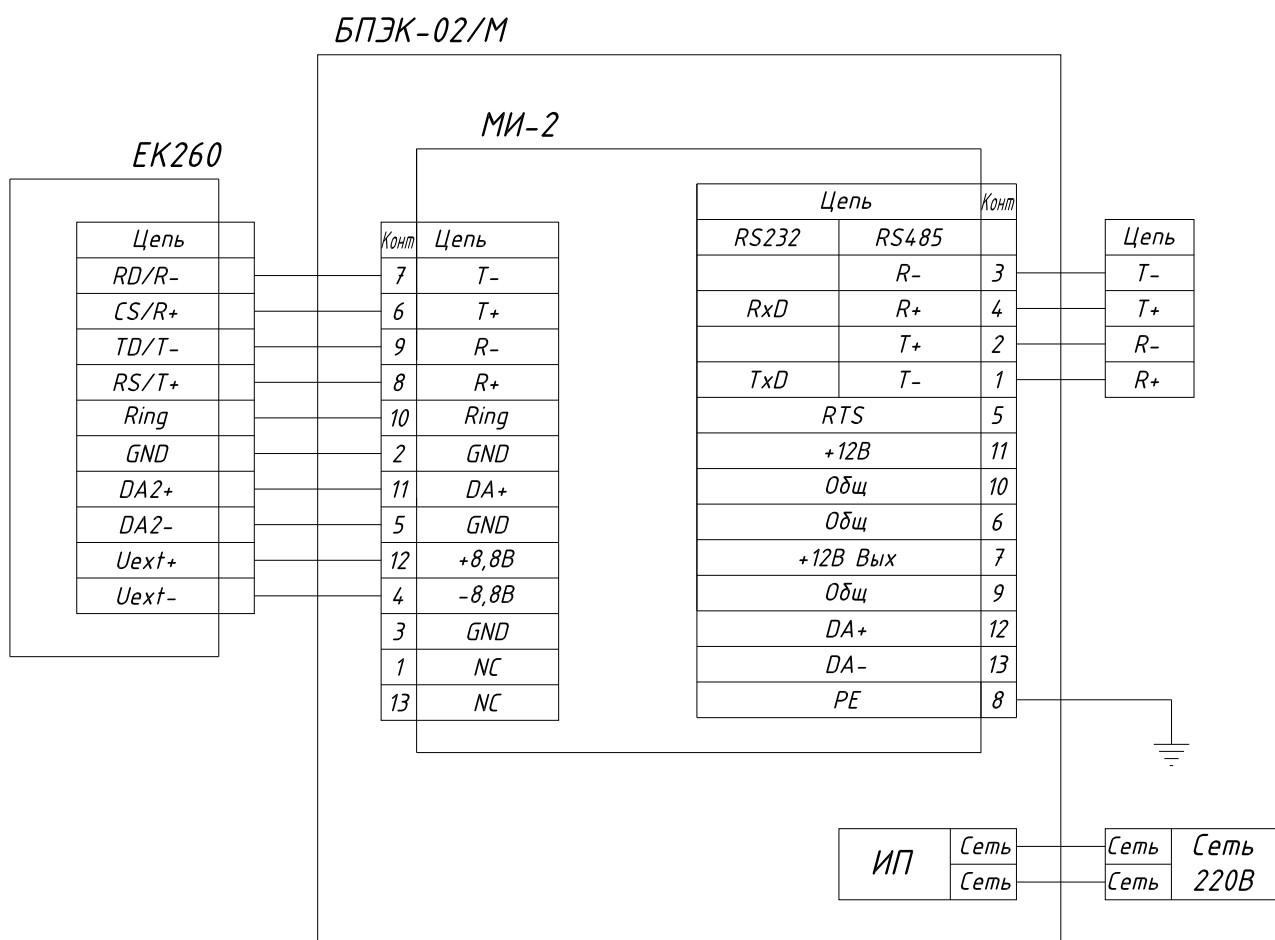 БПЭК-02/М
МИ-2
ЕК260
Цепь
RD/R-
CS/R+
TD/T-
RS/T+
Ring
GND
DA2+
DA2-
Uext+
Uext-
Конт Цепь
7 T-
6 T+
9 R-
8 R+
10 Ring
2 GND
11 DA+
5 GND
12 +8,8В
4 -8,8В
3 GND
1 NC
13 NC
Цепь Конт
RS232 RS485
R- 3
RxD R+ 4
T+ 2
TxD T- 1
RTS 5
+12В 11
Общ 10
Общ 6
+12В Вых 7
Общ 9
DA+ 12
DA- 13
PE 8
Цепь
T-
T+
R-
R+
ИП
Сеть
Сеть
Сеть
Сеть
Сеть
220В